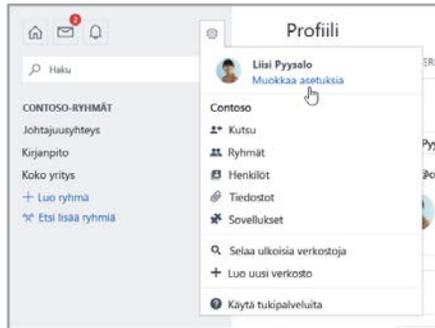 2
Profiili
Haku
Liisi Pyysalo
Muokkaa asetuksia
CONTOSO-RYHMÄT
Johtajuusyhteys
Kirjanpito
Koko yritys
+ Luo ryhmä
Etsi lisää ryhmiä
Contoso
Kutsu
Ryhmät
Henkilöt
Tiedostot
Sovellukset
Selaa ulkoisia verkostoja
+ Luo uusi verkosto
Käytä tukipalveluita